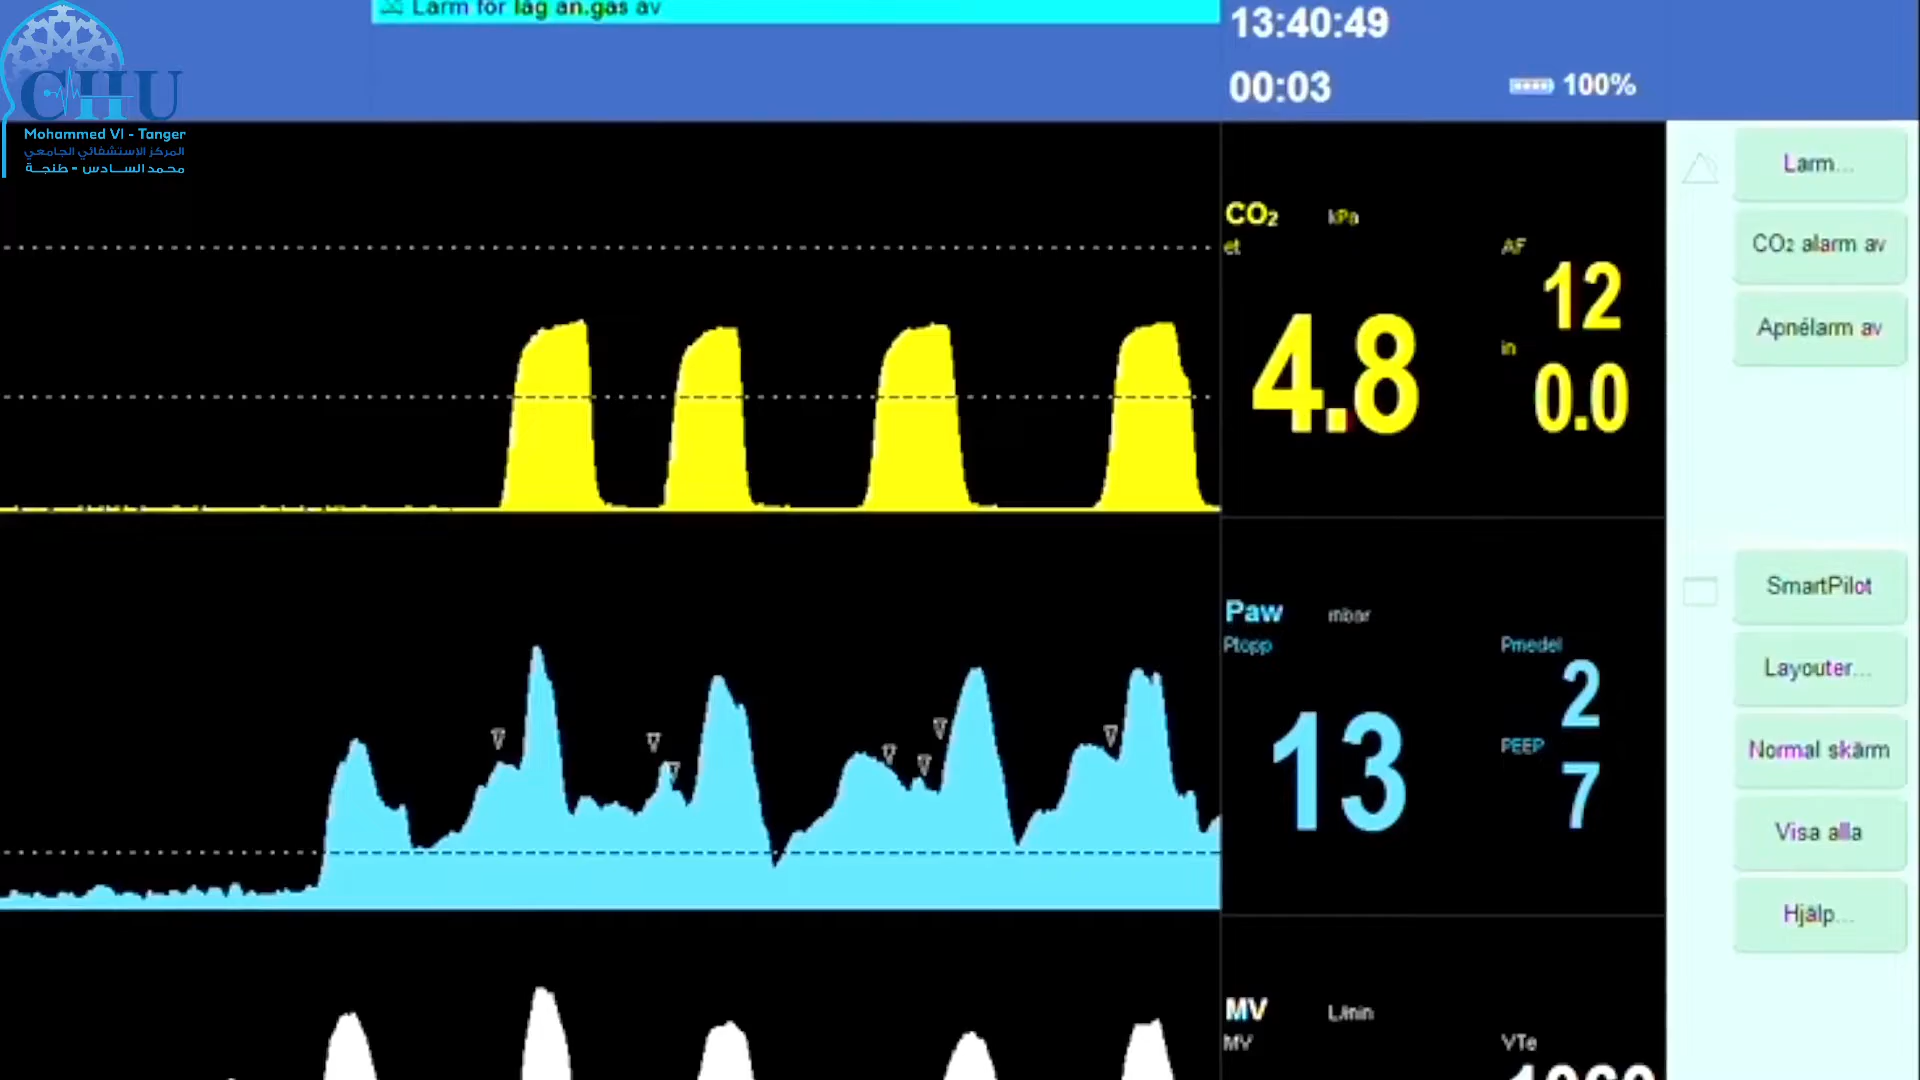 Larm för låg an.gas av
13:40:49
00:03
100%
CHU
Mohammed VI - Tanger
المركز الإستشفائي الجامعي
محمد السادس - طنجة
CO₂ kPa
et
AF
12
4.8
in
0.0
Paw mbar
Ptopp
Pmedel
2
13
PEEP
7
MV L/min
MV
VTe
Larm...
CO₂ alarm av
Apnélarm av
SmartPilot
Layouter...
Normal skärm
Visa alla
Hjälp...